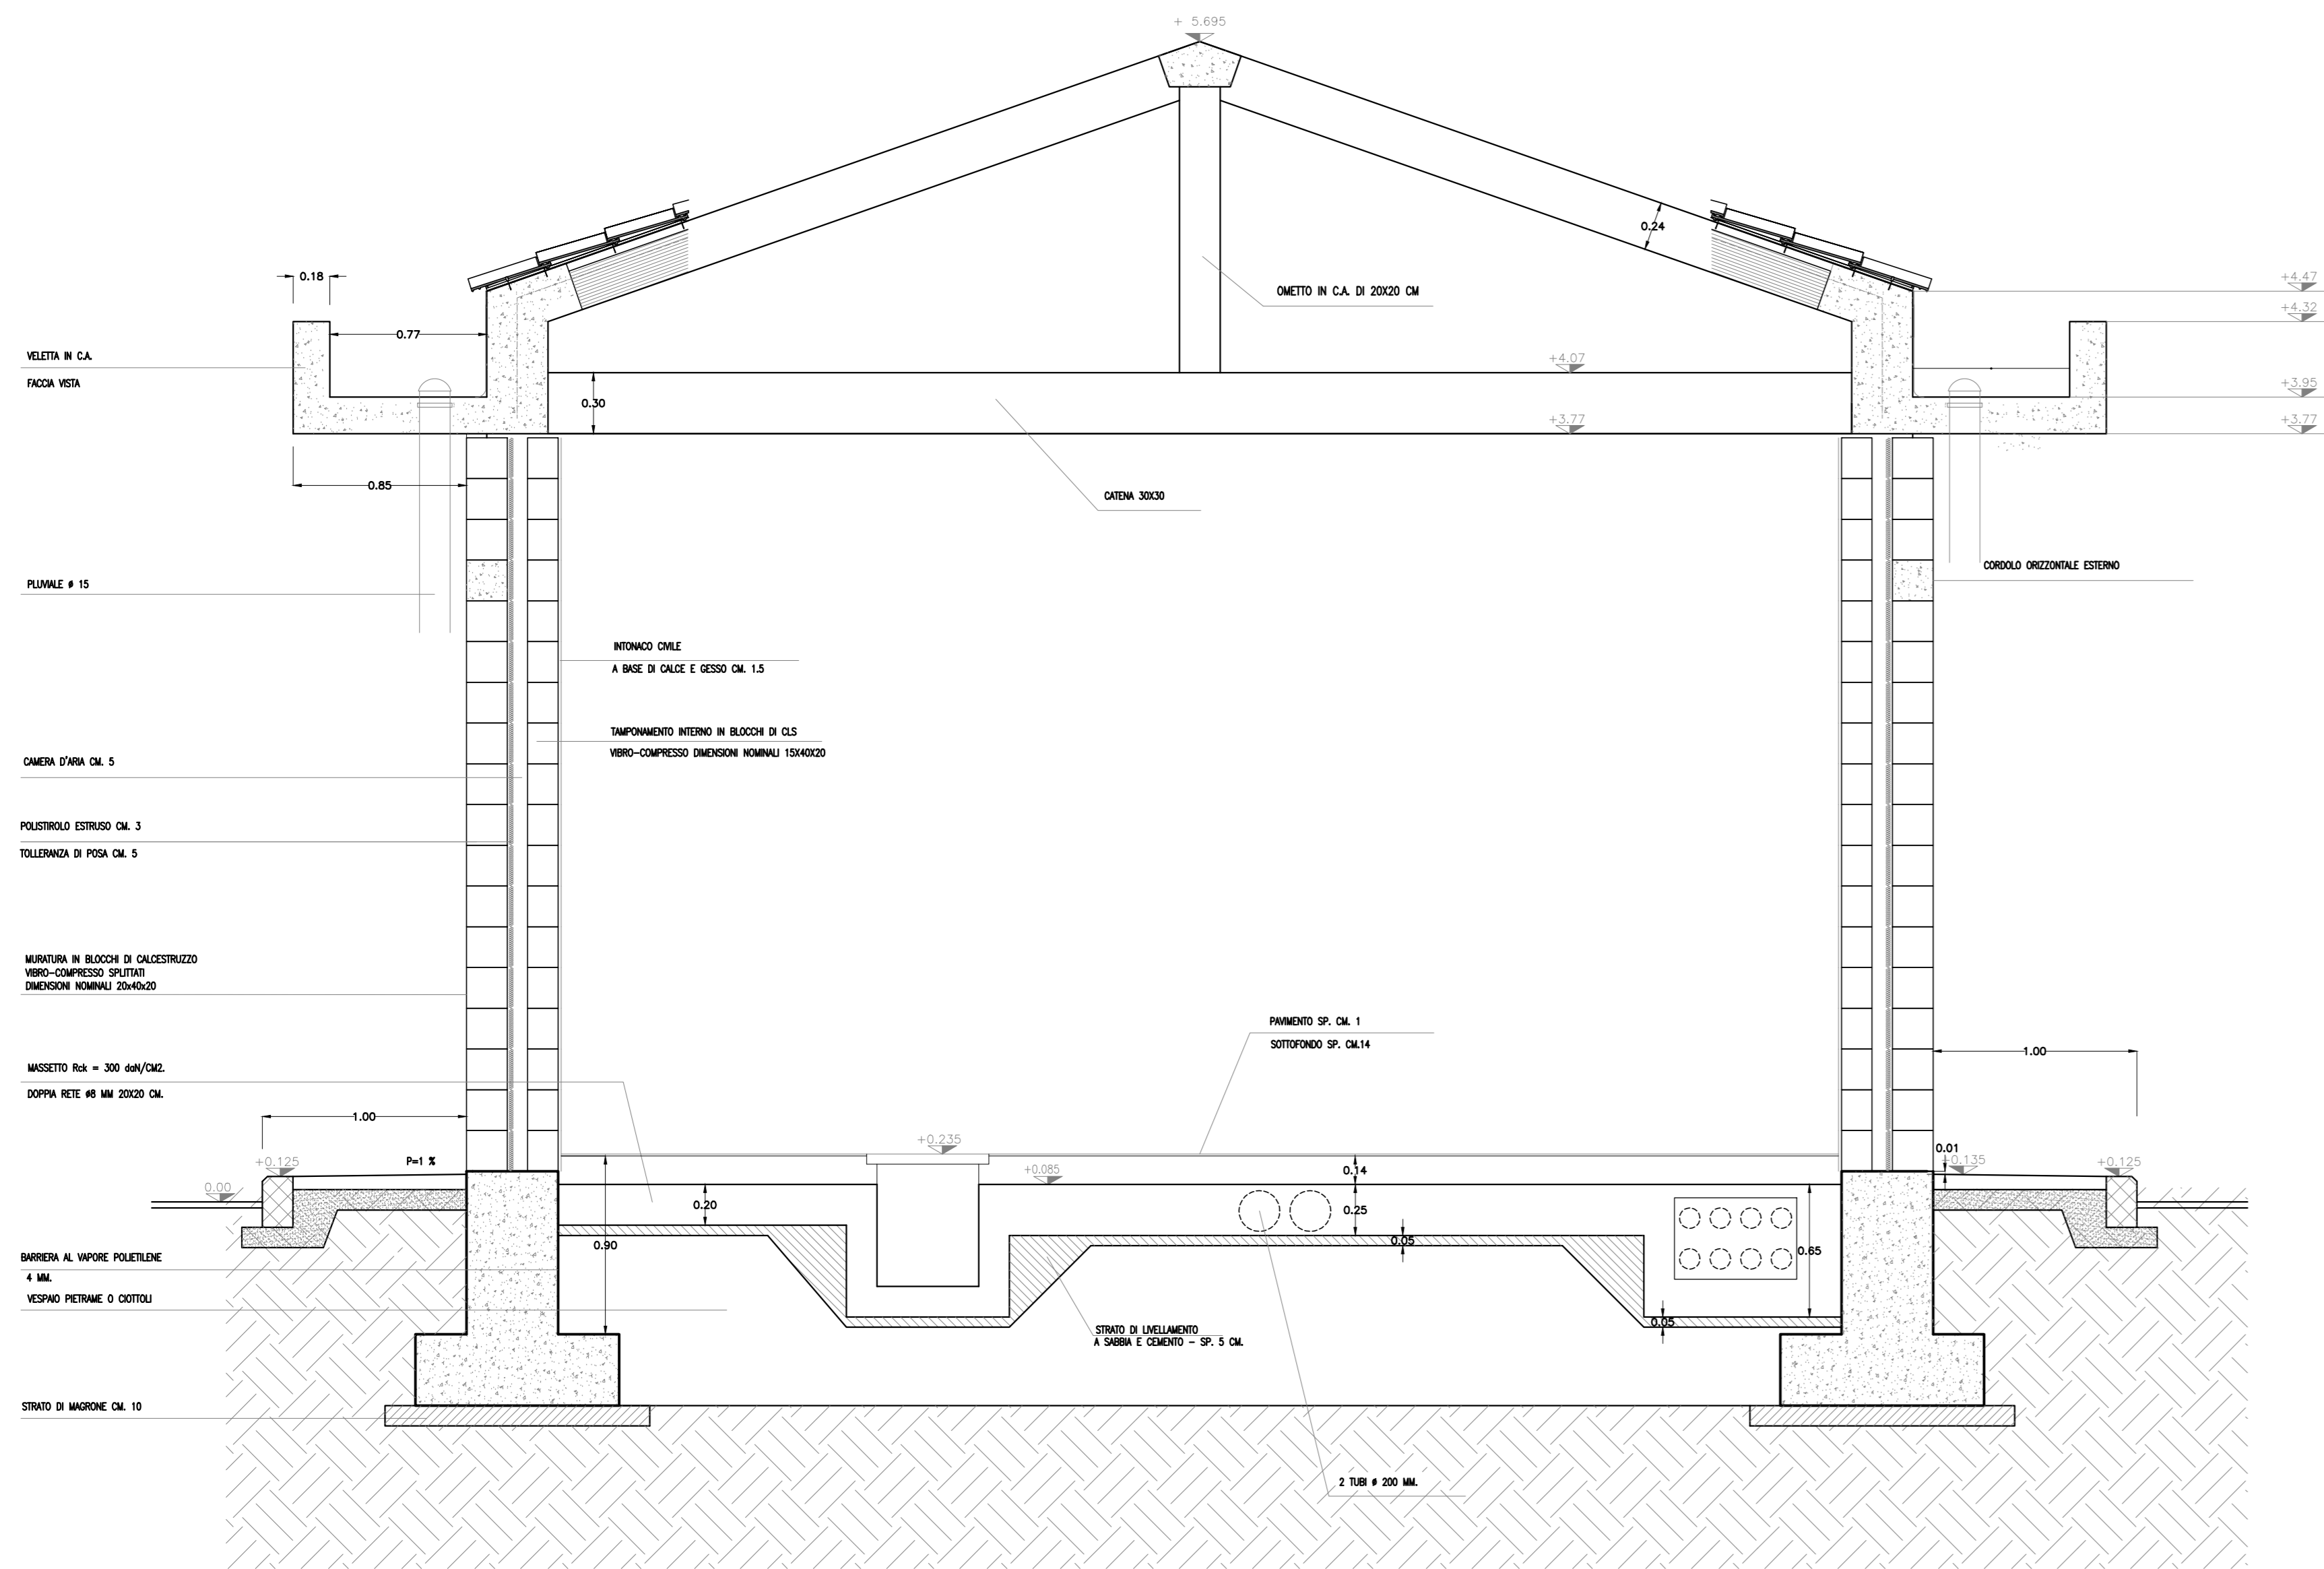 + 5.695
0.24
0.18
+4.47
OMETTO IN C.A. DI 20X20 CM
+4.32
0.77
VELETTA IN C.A.
FACCIA VISTA
+4.07
0.30
+3.95
+3.77
+3.77
0.85
CATENA 30X30
CORDOLO ORIZZONTALE ESTERNO
PLUVIALE ø 15
INTONACO CIVILE
A BASE DI CALCE E GESSO CM. 1.5
TAMPONAMENTO INTERNO IN BLOCCHI DI CLS
VIBRO-COMPRESSO DIMENSIONI NOMINALI 15X40X20
CAMERA D'ARIA CM. 5
POLISTIROLO ESTRUSO CM. 3
TOLLERANZA DI POSA CM. 5
MURATURA IN BLOCCHI DI CALCESTRUZZO
VIBRO-COMPRESSO SPLITTATI
DIMENSIONI NOMINALI 20x40x20
PAVIMENTO SP. CM. 1
SOTTOFONDO SP. CM.14
1.00
MASSETTO Rck = 300 daN/CM2.
DOPPIA RETE ø8 MM 20X20 CM.
1.00
+0.235
0.01
P=1 %
+0.125
+0.085
0.14
+0.135
+0.125
0.00
0.20
0.25
0.90
0.05
0.65
BARRIERA AL VAPORE POLIETILENE
4 MM.
VESPAIO PIETRAME O CIOTTOLI
0.05
STRATO DI LIVELLAMENTO
A SABBIA E CEMENTO - SP. 5 CM.
STRATO DI MAGRONE CM. 10
2 TUBI ø 200 MM.